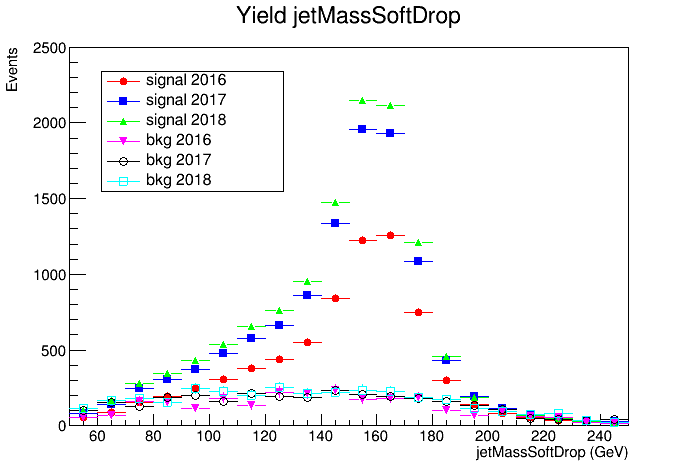 Yield jetMassSoftDrop
Events
2500
2000
1500
1000
500
0
signal 2016
signal 2017
signal 2018
bkg 2016
bkg 2017
bkg 2018
60 80 100 120 140 160 180 200 220 240
jetMassSoftDrop (GeV)